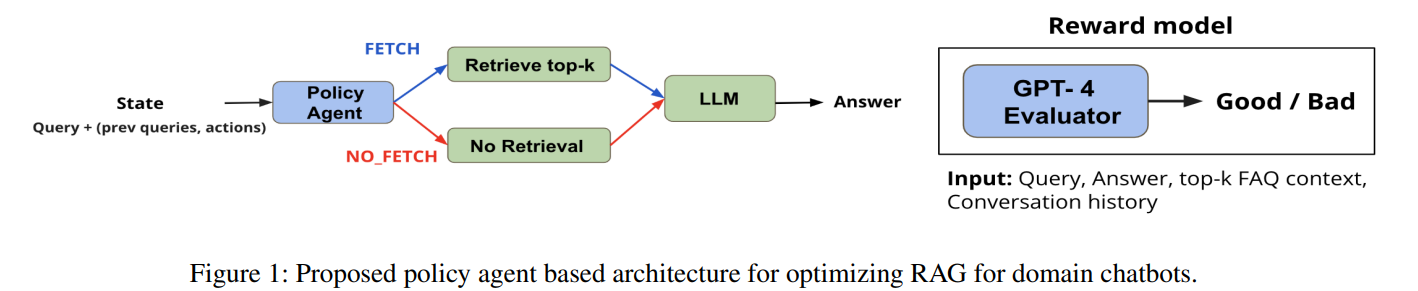 State
Query + (prev queries, actions)
Policy
Agent
FETCH
Retrieve top-k
NO_FETCH
No Retrieval
LLM
Answer
Reward model
GPT- 4
Evaluator
Good / Bad
Input: Query, Answer, top-k FAQ context,
Conversation history
Figure 1: Proposed policy agent based architecture for optimizing RAG for domain chatbots.